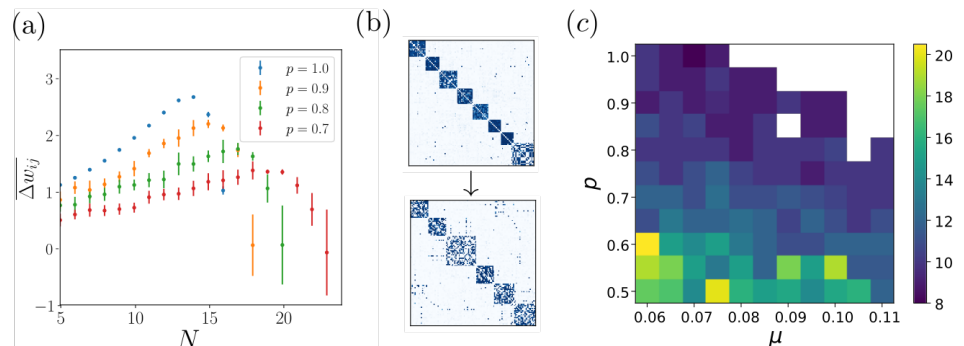 (a)
3
2
1
0
−1
5
10
15
20
N
Δw_ij
p = 1.0
p = 0.9
p = 0.8
p = 0.7
(b)
(c)
1.0
0.9
0.8
0.7
0.6
0.5
p
0.06 0.07 0.08 0.09 0.10 0.11
μ
20
18
16
14
12
10
8